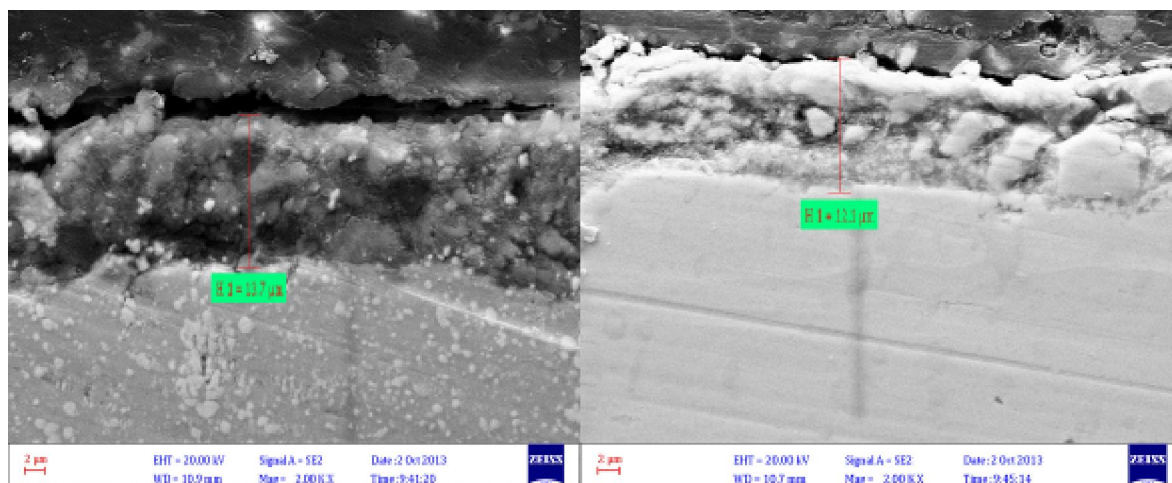 H 1 = 13.7 µm
2 µm
EHT = 20.00 kV
Signal A = SE2
Date :2 Oct 2013
ZEISS
WD = 10.9 mm
Mag = 2.00 K X
Time :9:41:20
H 1 = 12.1 µm
2 µm
EHT = 20.00 kV
Signal A = SE2
Date :2 Oct 2013
ZEISS
WD = 10.7 mm
Mag = 2.00 K X
Time :9:45:14